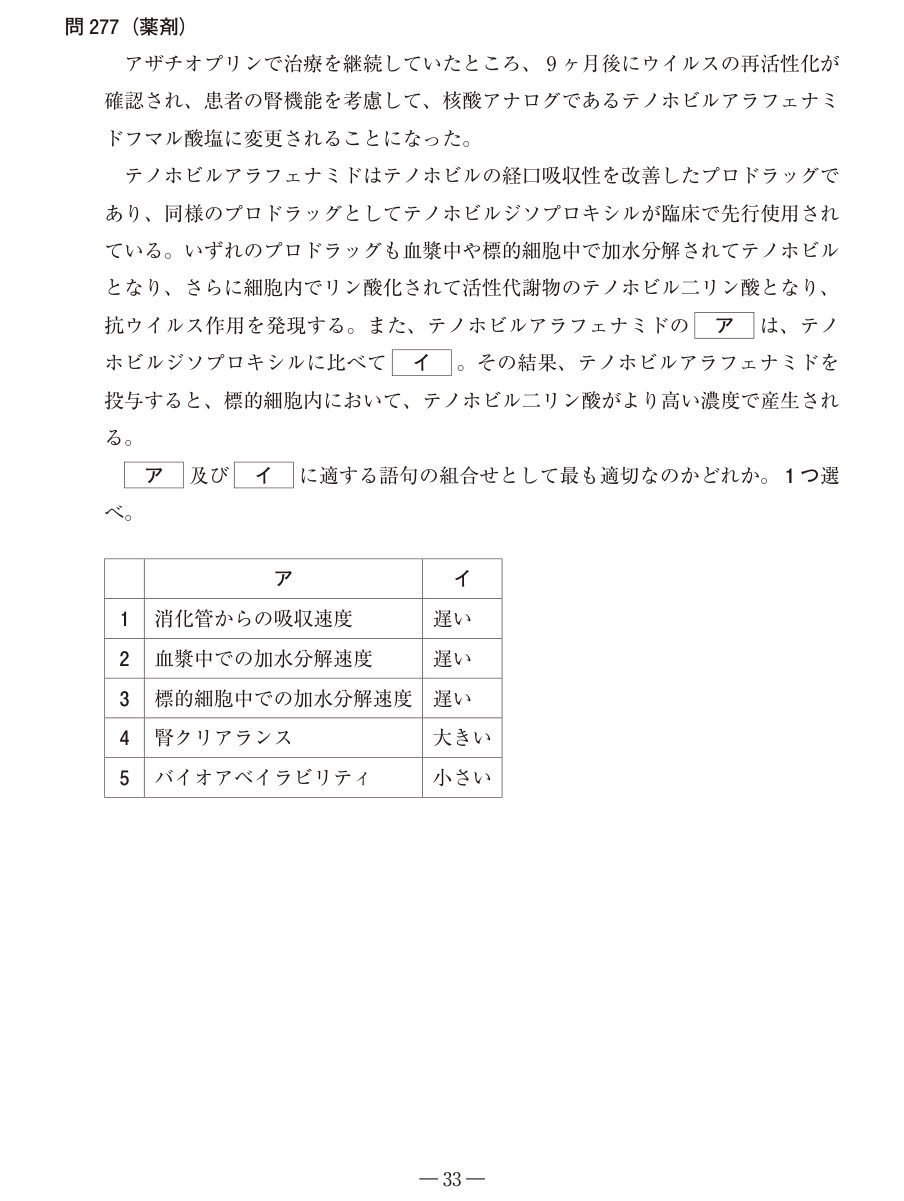 問 277（薬剤）
アザチオプリンで治療を継続していたところ、９ヶ月後にウイルスの再活性化が
確認され、患者の腎機能を考慮して、核酸アナログであるテノホビルアラフェナミ
ドフマル酸塩に変更されることになった。
テノホビルアラフェナミドはテノホビルの経口吸収性を改善したプロドラッグで
あり、同様のプロドラッグとしてテノホビルジソプロキシルが臨床で先行使用され
ている。いずれのプロドラッグも血漿中や標的細胞中で加水分解されてテノホビル
となり、さらに細胞内でリン酸化されて活性代謝物のテノホビル二リン酸となり、
抗ウイルス作用を発現する。また、テノホビルアラフェナミドの ア は、テノ
ホビルジソプロキシルに比べて イ 。その結果、テノホビルアラフェナミドを
投与すると、標的細胞内において、テノホビル二リン酸がより高い濃度で産生され
る。
ア 及び イ に適する語句の組合せとして最も適切なのかどれか。１つ選
べ。
ア イ
1 消化管からの吸収速度 遅い
2 血漿中での加水分解速度 遅い
3 標的細胞中での加水分解速度 遅い
4 腎クリアランス 大きい
5 バイオアベイラビリティ 小さい
― 33 ―